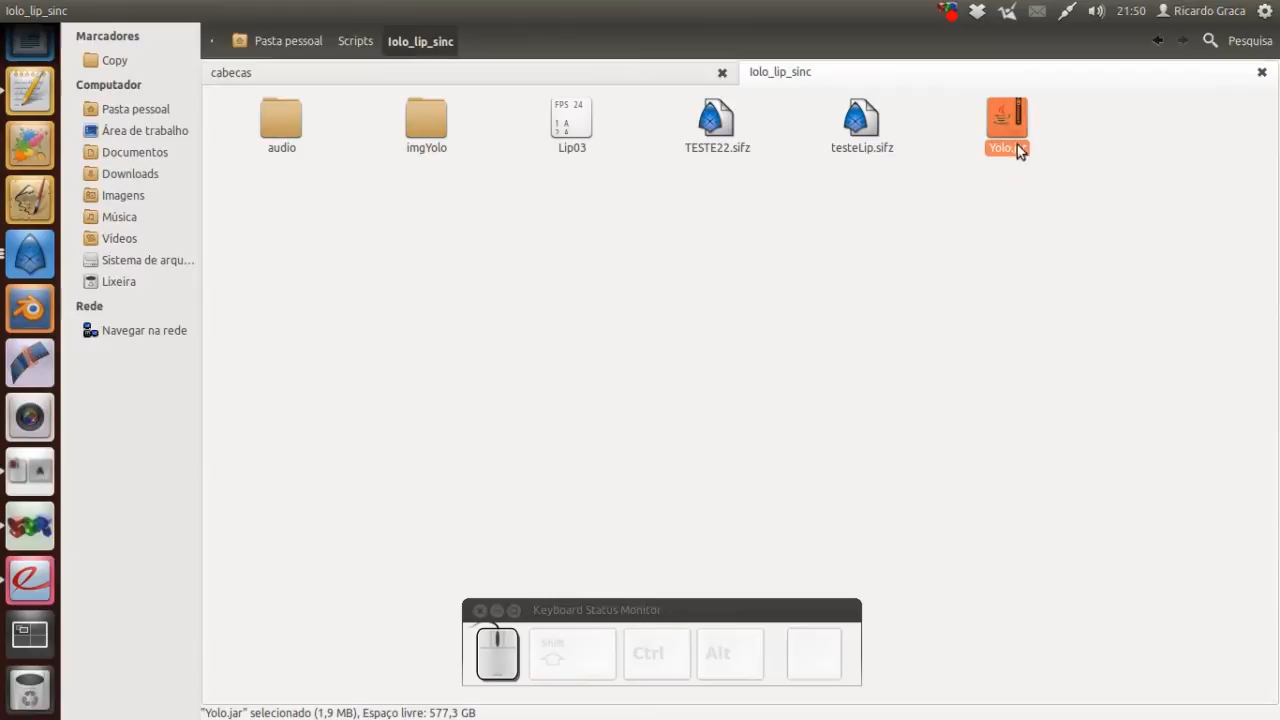 Iolo_lip_sinc
21:50
Ricardo Graca
Marcadores
Copy
Computador
Pasta pessoal
Área de trabalho
Documentos
Downloads
Imagens
Música
Vídeos
Sistema de arqu...
Lixeira
Rede
Navegar na rede
Pasta pessoal
Scripts
Iolo_lip_sinc
Pesquisa
cabecas
Iolo_lip_sinc
FPS 24
1 A
audio
imgYolo
Lip03
TESTE22.sifz
testeLip.sifz
Yolo.jar
Keyboard Status Monitor
Shift
Ctrl
Alt
"Yolo.jar" selecionado (1,9 MB), Espaço livre: 577,3 GB